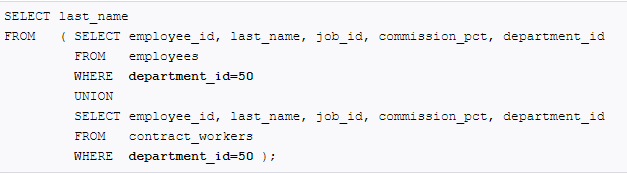 SELECT last_name
FROM   ( SELECT employee_id, last_name, job_id, commission_pct, department_id
         FROM   employees
         WHERE  department_id=50
         UNION
         SELECT employee_id, last_name, job_id, commission_pct, department_id
         FROM   contract_workers
         WHERE  department_id=50 );